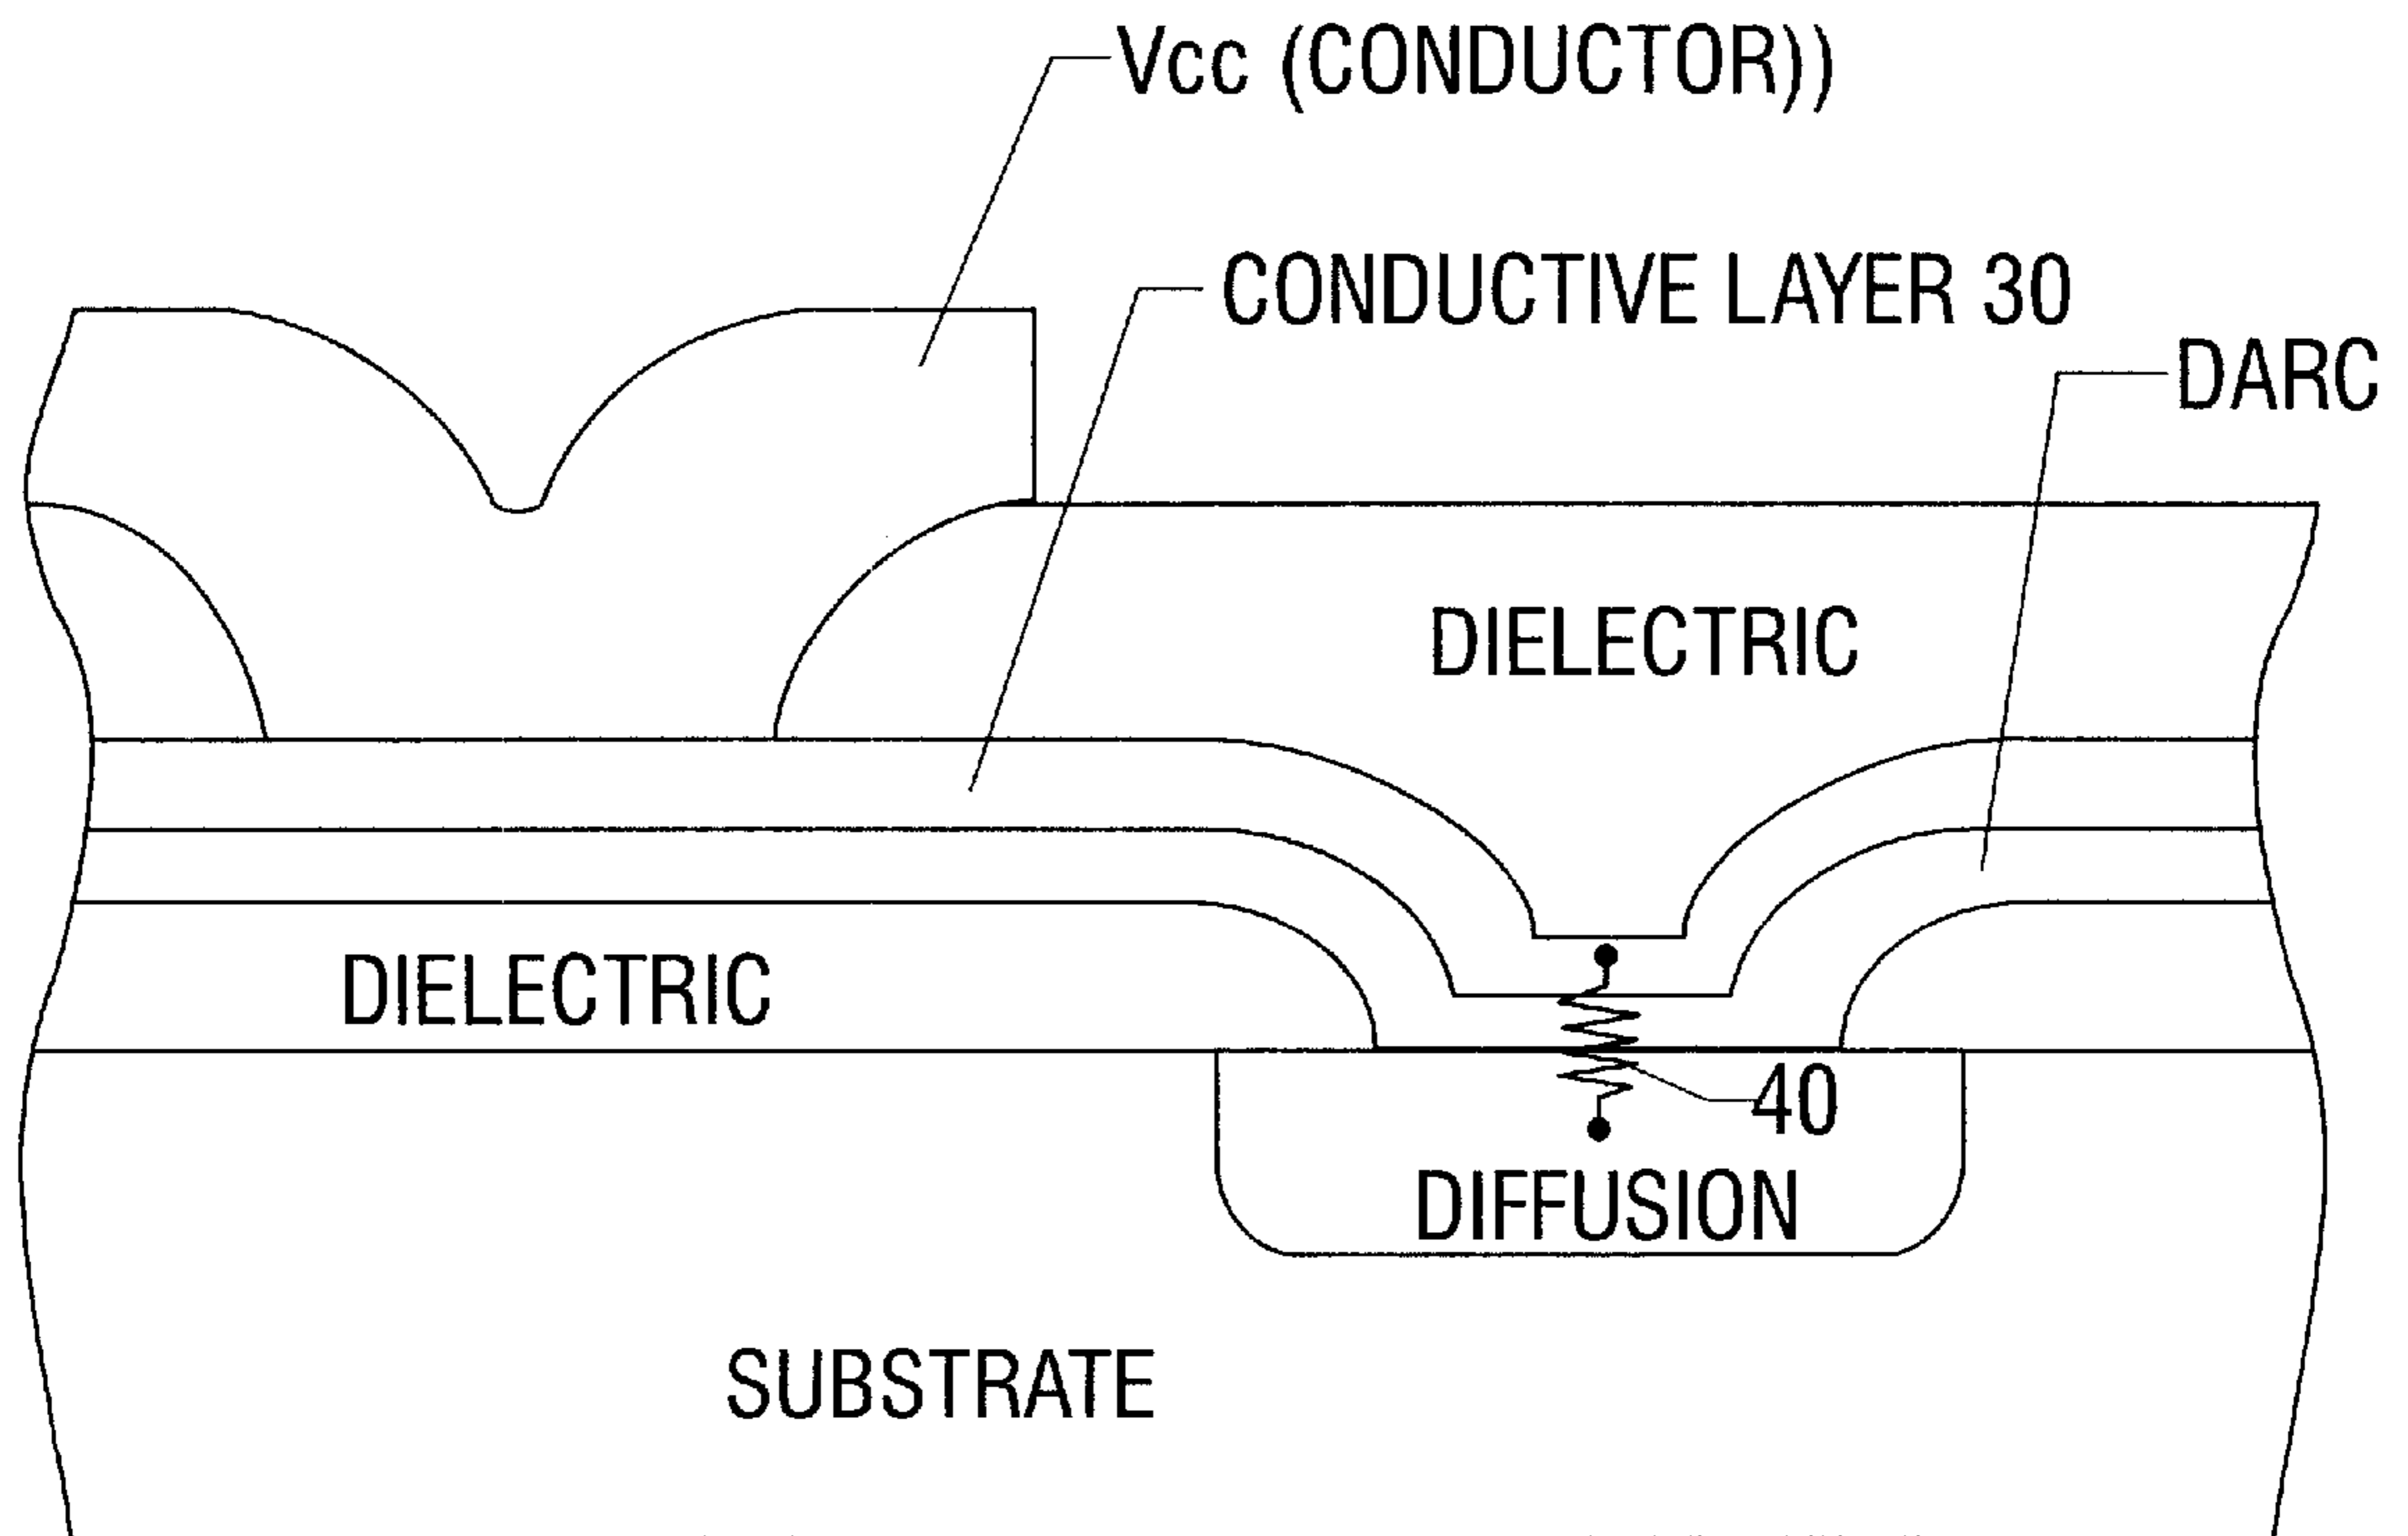 Vcc (CONDUCTOR))
CONDUCTIVE LAYER 30
DARC
DIELECTRIC
DIELECTRIC
40
DIFFUSION
SUBSTRATE